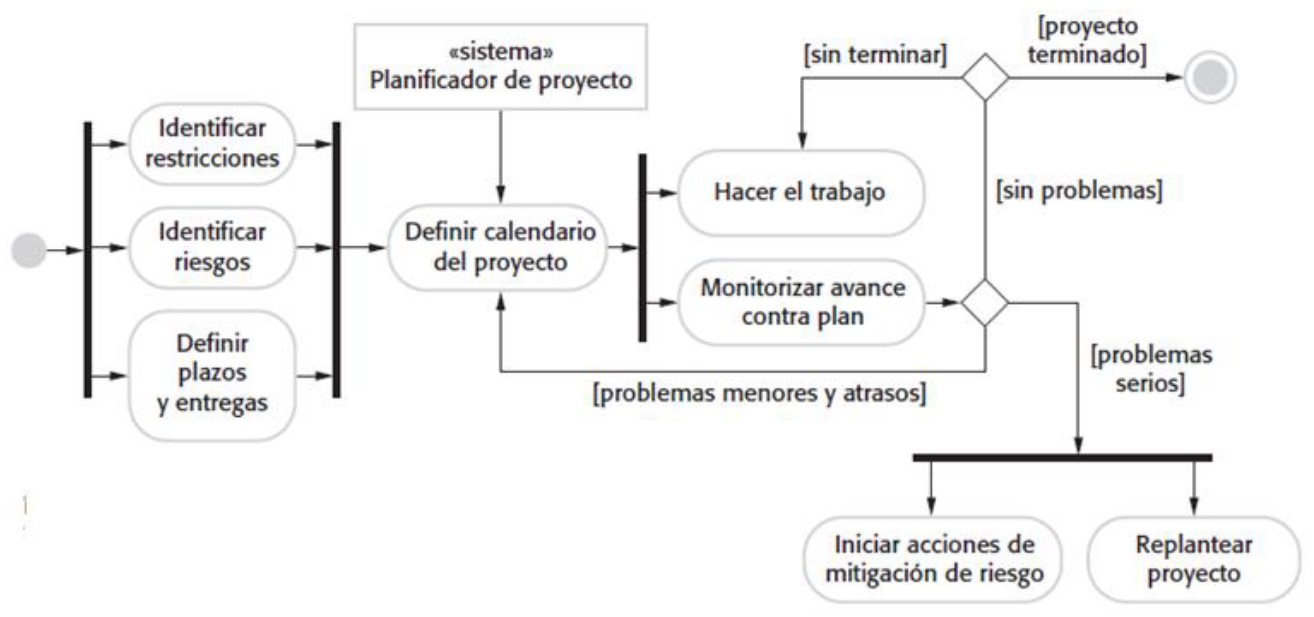 «sistema»
Planificador de proyecto
[sin terminar]
[proyecto
terminado]
Identificar
restricciones
Identificar
riesgos
Definir
plazos
y entregas
Definir calendario
del proyecto
Hacer el trabajo
[sin problemas]
Monitorizar avance
contra plan
[problemas menores y atrasos]
[problemas
serios]
Iniciar acciones de
mitigación de riesgo
Replantear
proyecto